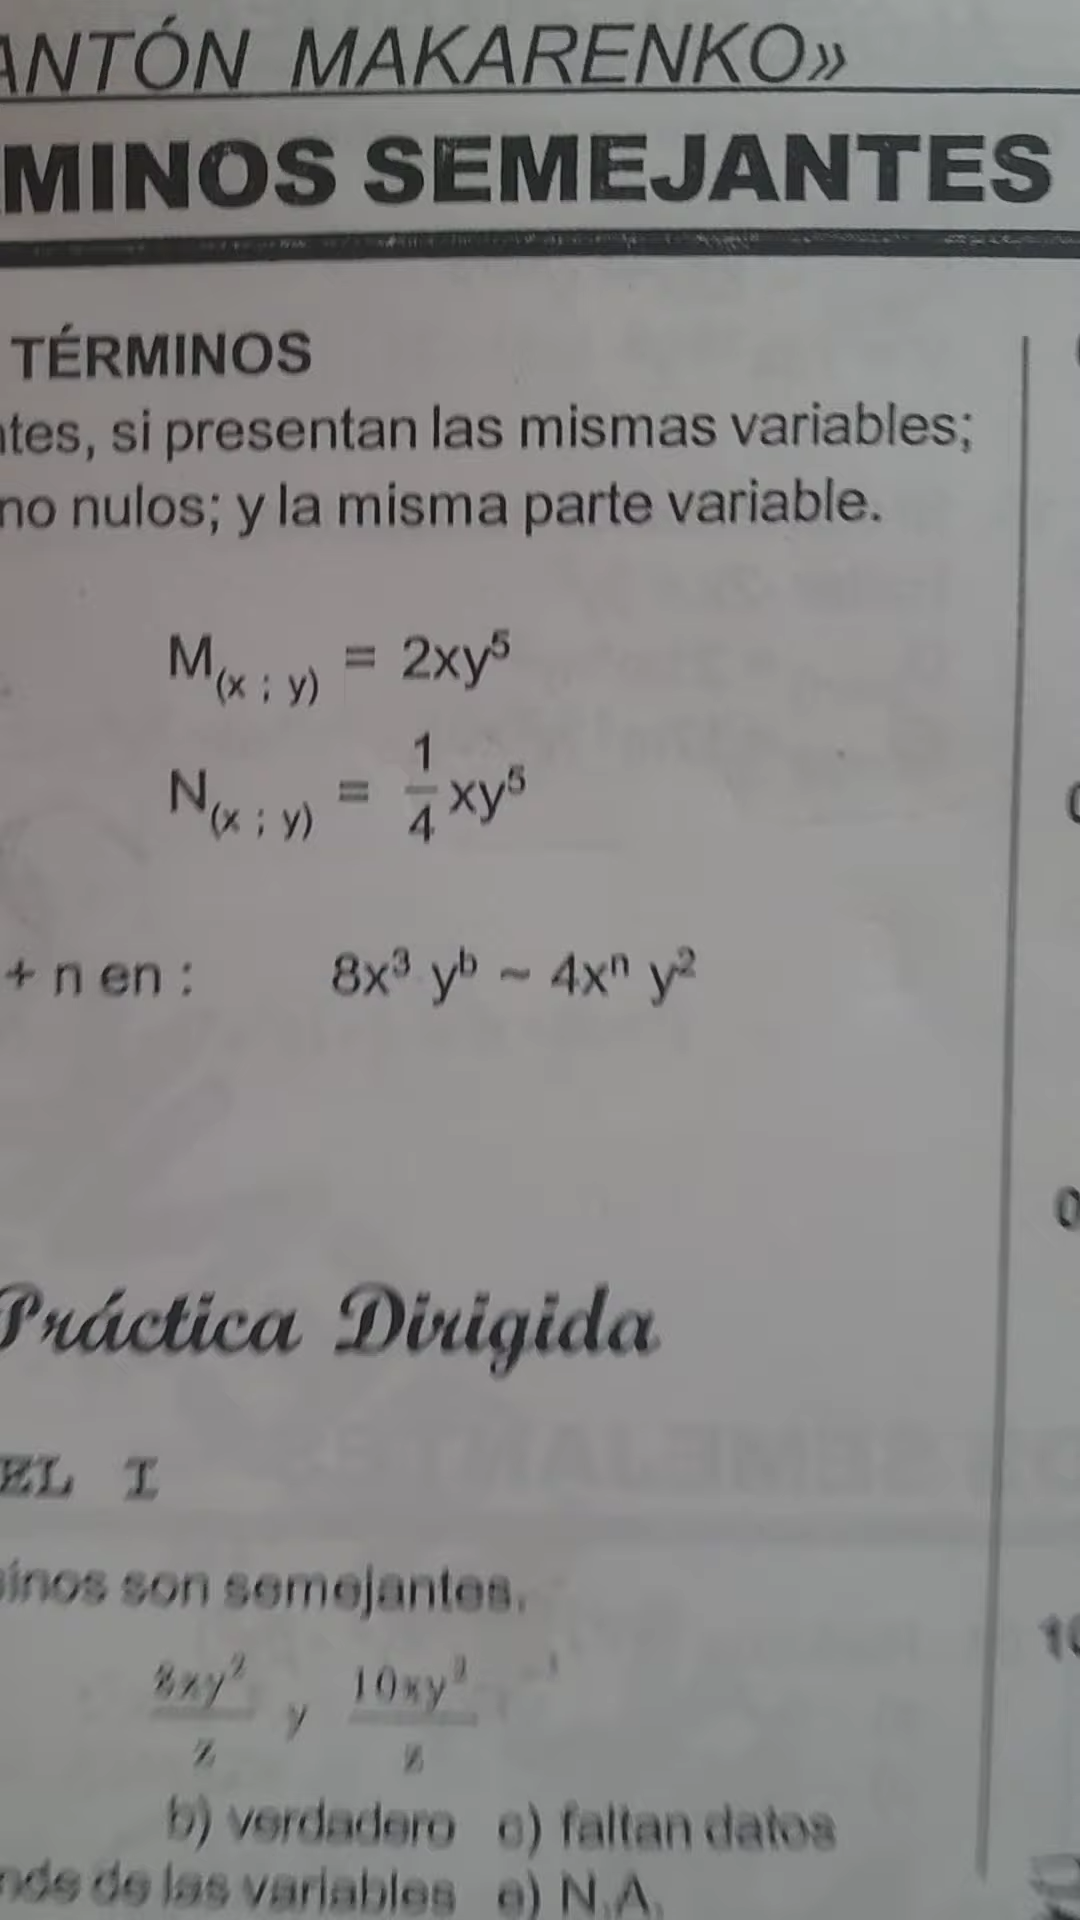 ANTÓN MAKARENKO»
MINOS SEMEJANTES
TÉRMINOS
ntes, si presentan las mismas variables;
no nulos; y la misma parte variable.
M(x ; y) = 2xy⁵
N(x ; y) = 1/4 xy⁵
+ n en : 8x³ yᵇ ~ 4xⁿ y²
Práctica Dirigida
EL I
inos son semejantes.
8xy²/z y 10xy²/z
b) verdadero c) faltan datos
nde de las variables e) N.A.